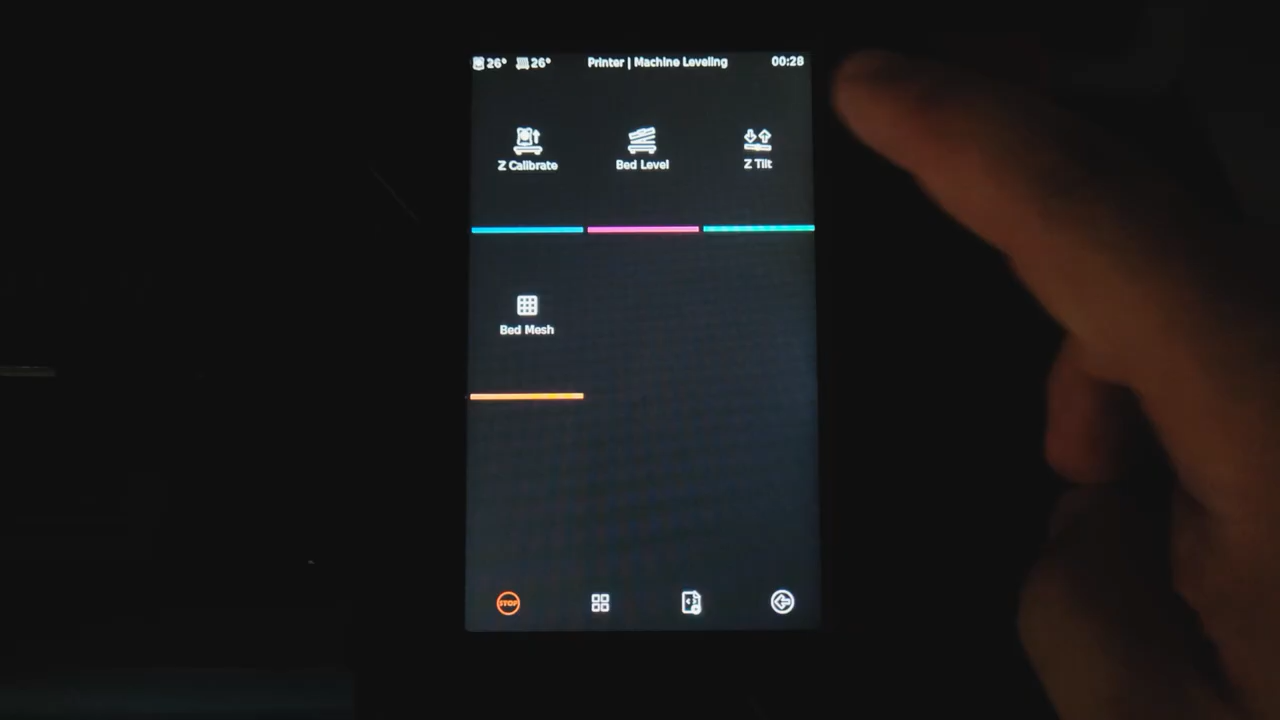 26° 26° Printer | Machine Leveling 00:28
Z Calibrate Bed Level Z Tilt
Bed Mesh
STOP